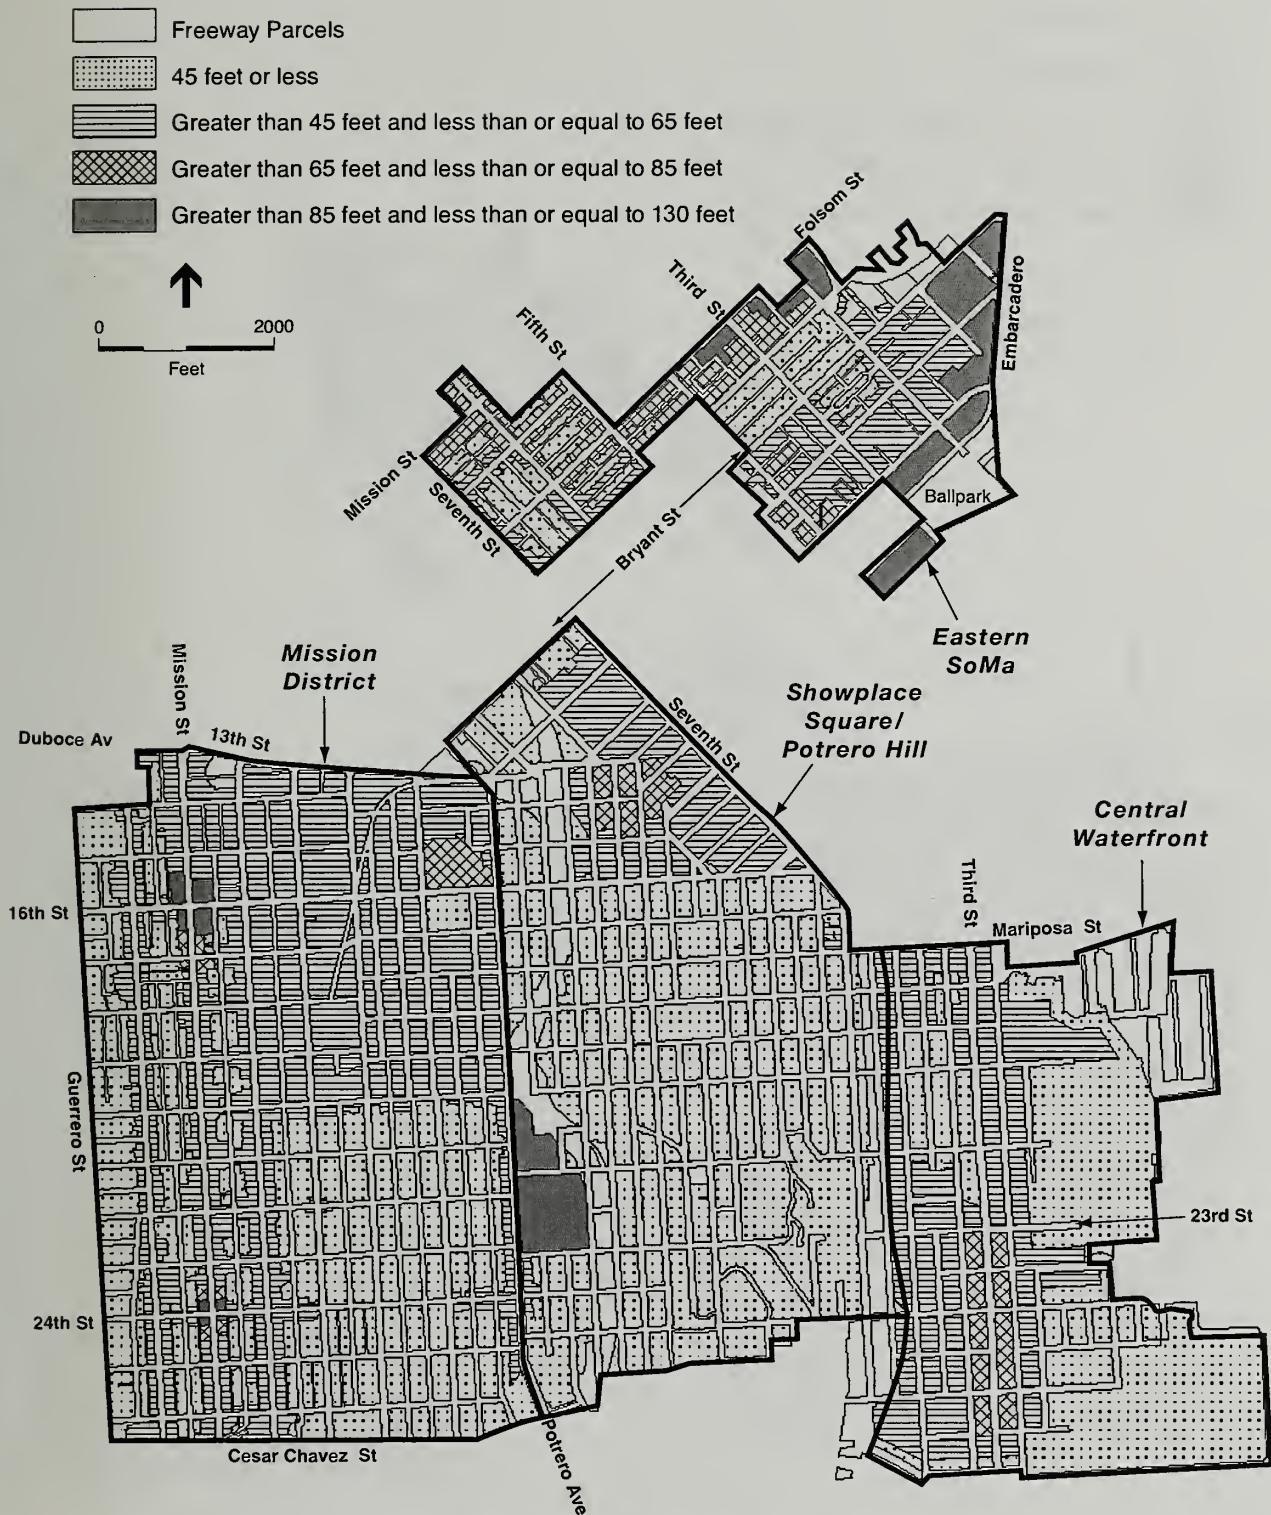 Freeway Parcels
45 feet or less
Greater than 45 feet and less than or equal to 65 feet
Greater than 65 feet and less than or equal to 85 feet
Greater than 85 feet and less than or equal to 130 feet
0 2000
Feet
Folsom St
Third St
Fifth St
Embarcadero
Mission St
Seventh St
Ballpark
Bryant St
Eastern
SoMa
Mission
District
Mission St
Duboce Av
13th St
Seventh St
Showplace
Square/
Potrero Hill
Central
Waterfront
16th St
Third St
Mariposa St
Guerrero St
23rd St
24th St
Cesar Chavez St
Potrero Ave